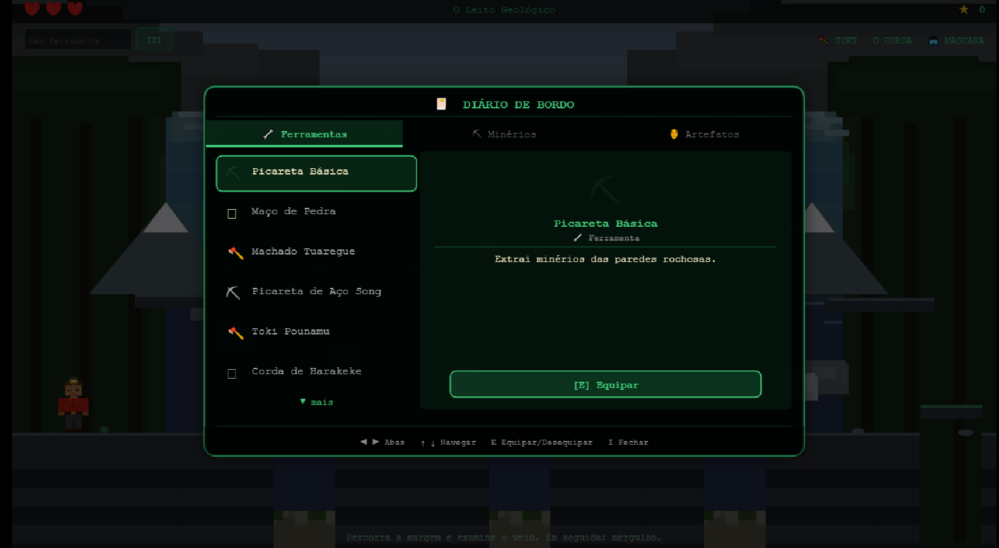 O Leito Geológico
0
Sem ferramenta
[I]
TOKI
CORDA
MÁSCARA
DIÁRIO DE BORDO
Ferramentas
Minérios
Artefatos
Picareta Básica
Maço de Pedra
Machado Tuaregue
Picareta de Aço Song
Toki Pounamu
Corda de Harakeke
▼ mais
Picareta Básica
Ferramenta
Extrai minérios das paredes rochosas.
[E] Equipar
◄ ► Abas ↑ ↓ Navegar E Equipar/Desequipar I Fechar
Percorra a margem e examine o veio. Em seguida: mergulho.